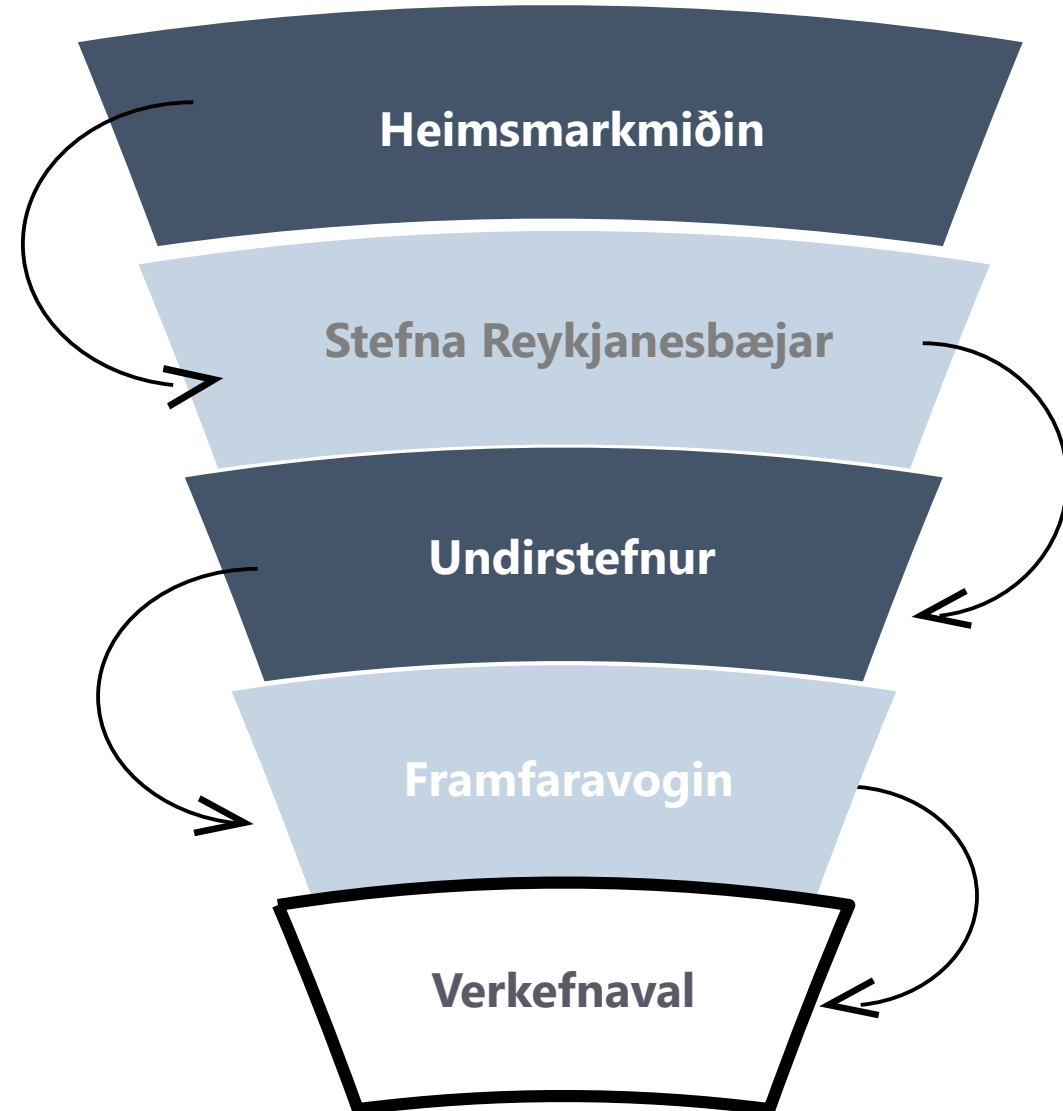 Heimsmarkmiðin
Stefna Reykjanesbæjar
Undirstefnur
Framfaravogin
Verkefnaval